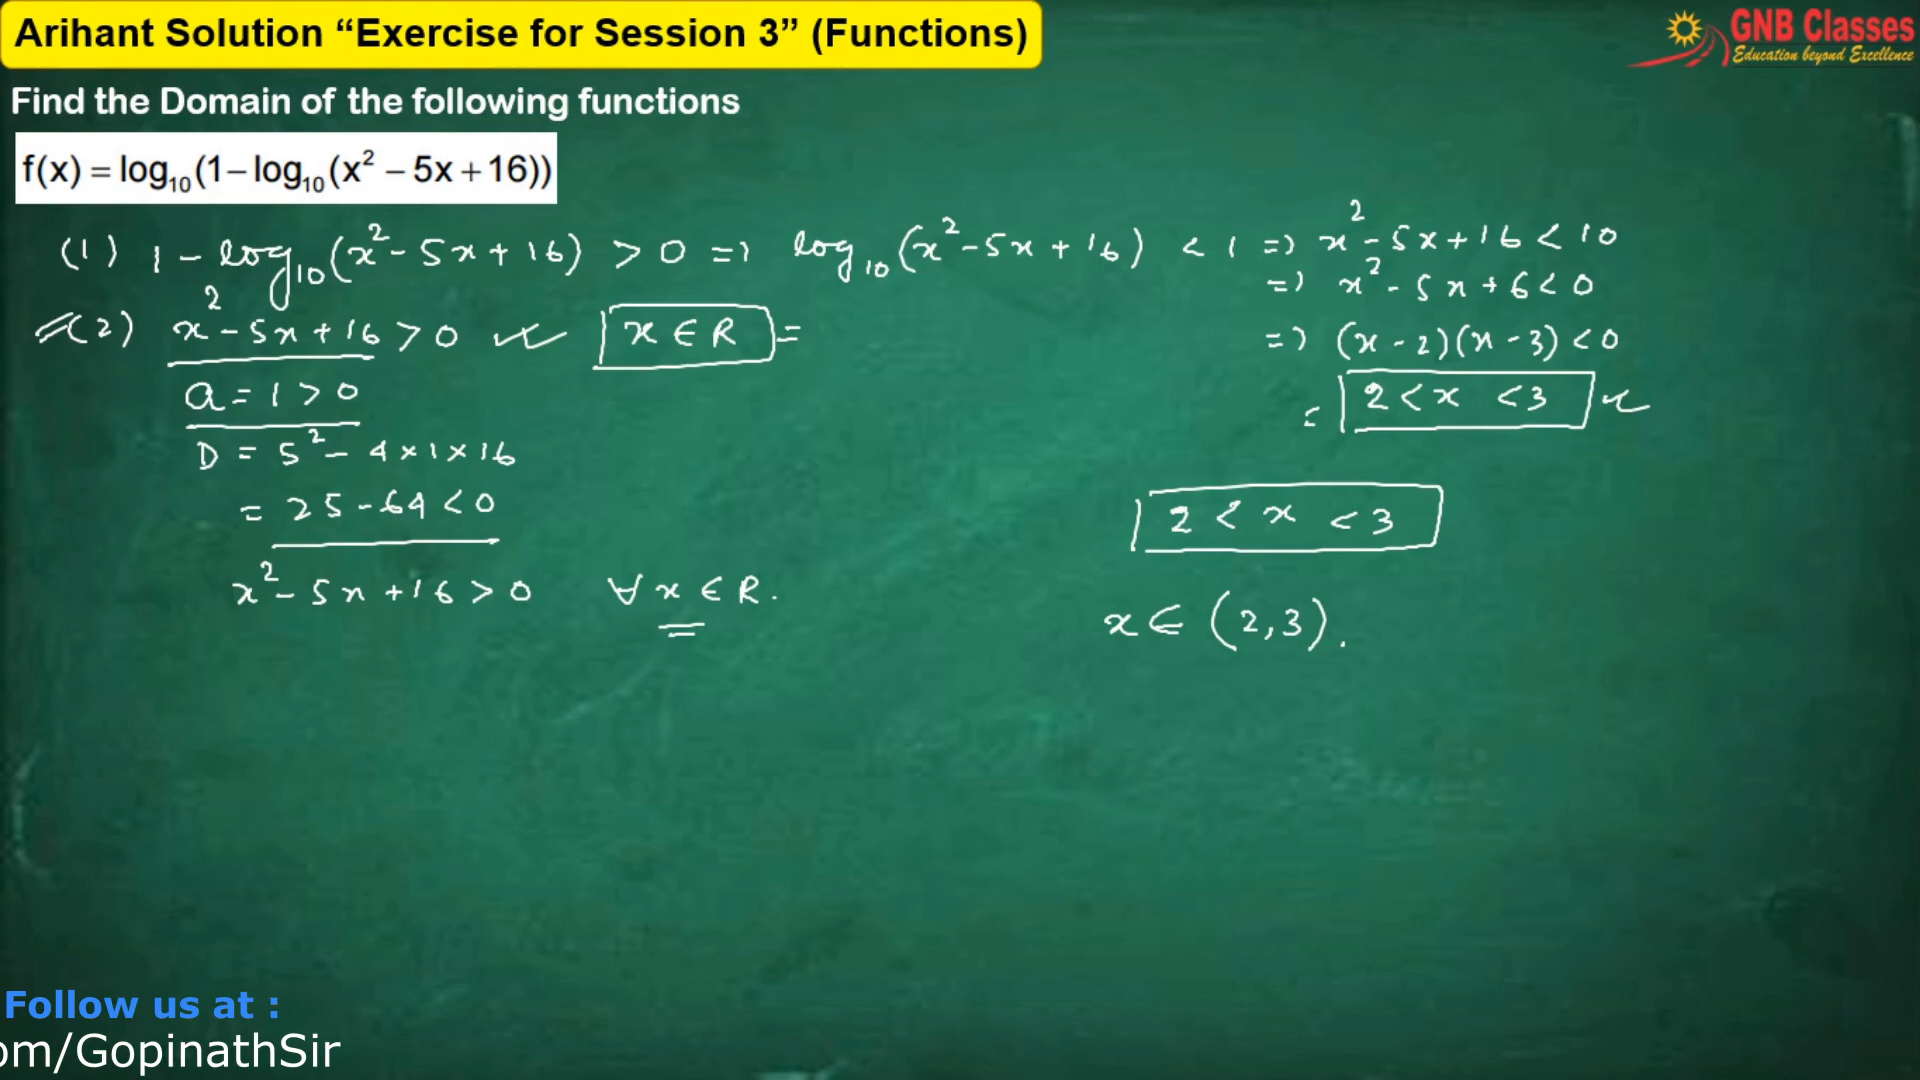 Arihant Solution “Exercise for Session 3” (Functions)
GNB Classes
Education beyond Excellence
Find the Domain of the following functions
f(x) = log₁₀(1−log₁₀(x² − 5x + 16))
(1) 1 - log₁₀(x² - 5x + 16) > 0 => log₁₀(x² - 5x + 16) < 1 => x² - 5x + 16 < 10
=> x² - 5x + 6 < 0
(2) x² - 5x + 16 > 0 x ∈ R =
=> (x - 2)(x - 3) < 0
a = 1 > 0
= 2 < x < 3
D = 5² - 4 × 1 × 16
= 25 - 64 < 0
2 < x < 3
x² - 5x + 16 > 0 ∀ x ∈ R.
x ∈ (2,3).
Follow us at :
om/GopinathSir